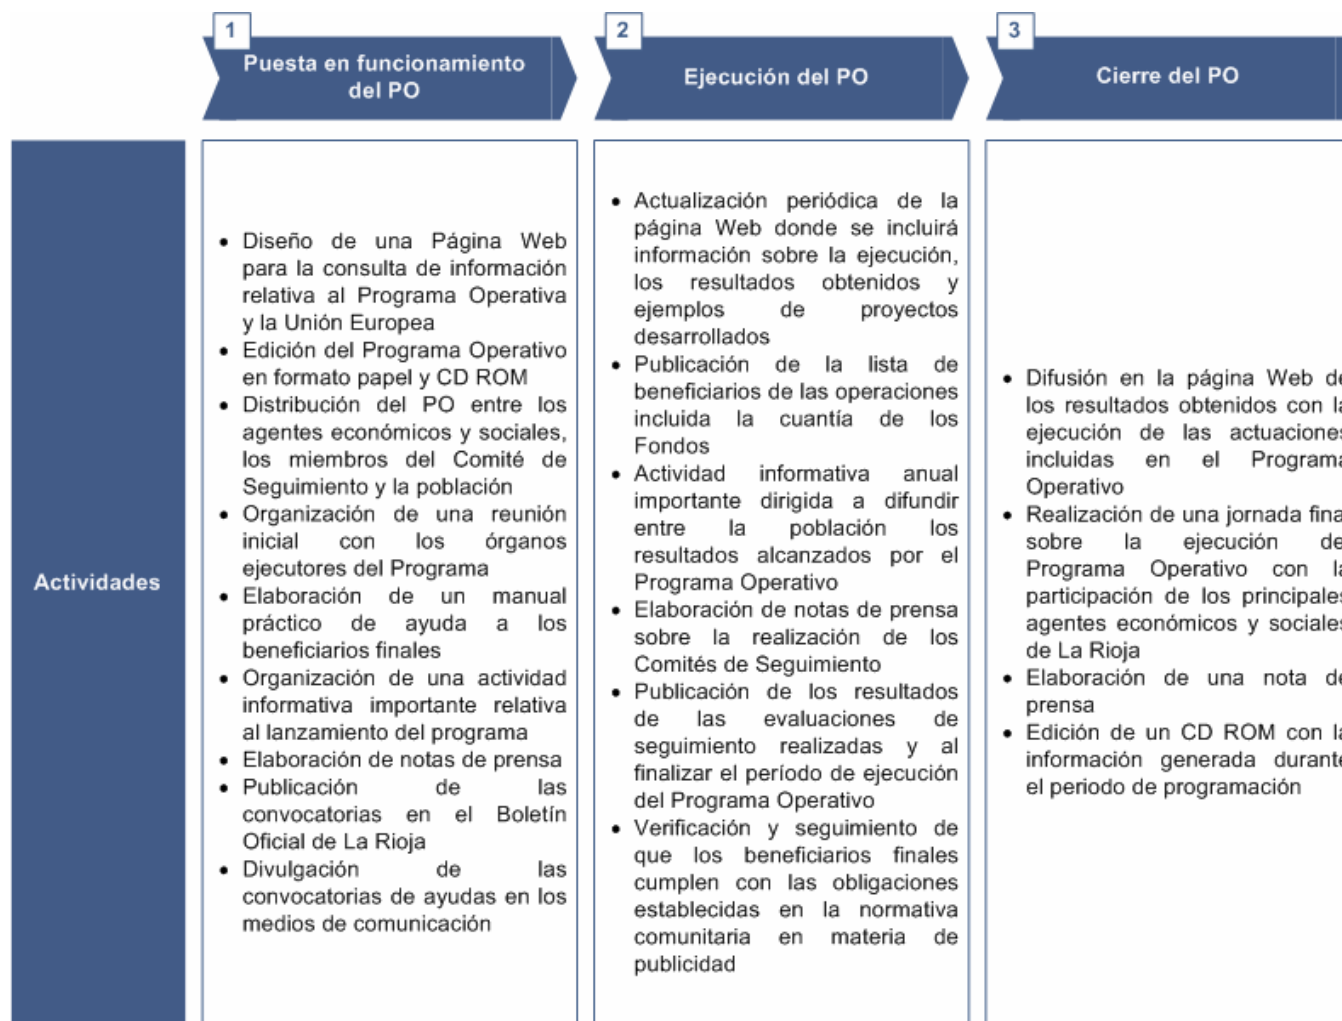 1
Puesta en funcionamiento
del PO
2
Ejecución del PO
3
Cierre del PO
Actividades
• Diseño de una Página Web
para la consulta de información
relativa al Programa Operativa
y la Unión Europea
• Edición del Programa Operativo
en formato papel y CD ROM
• Distribución del PO entre los
agentes económicos y sociales,
los miembros del Comité de
Seguimiento y la población
• Organización de una reunión
inicial con los órganos
ejecutores del Programa
• Elaboración de un manual
práctico de ayuda a los
beneficiarios finales
• Organización de una actividad
informativa importante relativa
al lanzamiento del programa
• Elaboración de notas de prensa
• Publicación de las
convocatorias en el Boletín
Oficial de La Rioja
• Divulgación de las
convocatorias de ayudas en los
medios de comunicación
• Actualización periódica de la
página Web donde se incluirá
información sobre la ejecución,
los resultados obtenidos y
ejemplos de proyectos
desarrollados
• Publicación de la lista de
beneficiarios de las operaciones
incluida la cuantía de los
Fondos
• Actividad informativa anual
importante dirigida a difundir
entre la población los
resultados alcanzados por el
Programa Operativo
• Elaboración de notas de prensa
sobre la realización de los
Comités de Seguimiento
• Publicación de los resultados
de las evaluaciones de
seguimiento realizadas y al
finalizar el período de ejecución
del Programa Operativo
• Verificación y seguimiento de
que los beneficiarios finales
cumplen con las obligaciones
establecidas en la normativa
comunitaria en materia de
publicidad
• Difusión en la página Web de
los resultados obtenidos con la
ejecución de las actuaciones
incluidas en el Programa
Operativo
• Realización de una jornada final
sobre la ejecución del
Programa Operativo con la
participación de los principales
agentes económicos y sociales
de La Rioja
• Elaboración de una nota de
prensa
• Edición de un CD ROM con la
información generada durante
el periodo de programación